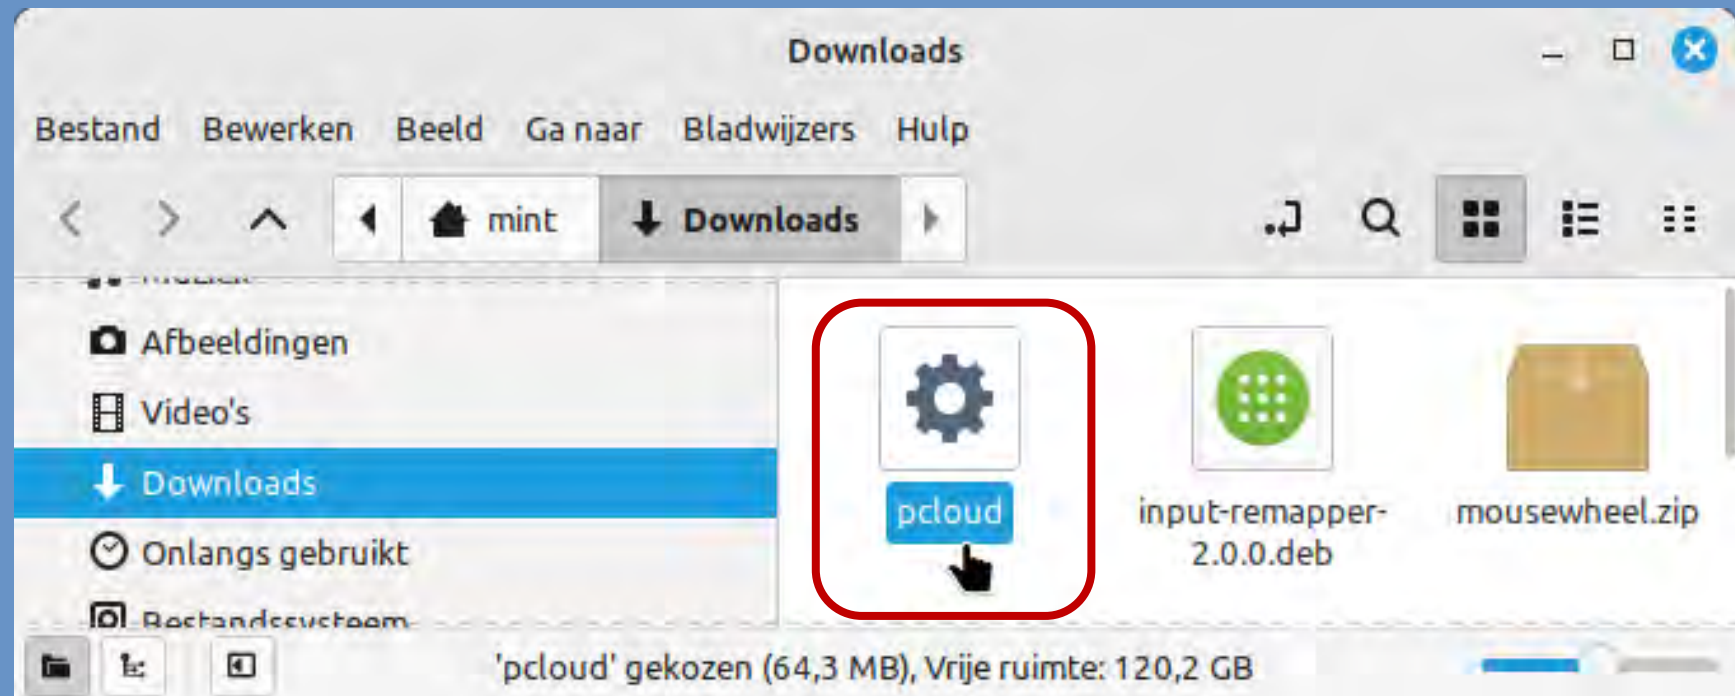 Downloads
Bestand Bewerken Beeld Ga naar Bladwijzers Hulp
mint Downloads
Afbeeldingen
Video's
Downloads
Onlangs gebruikt
Bestandssysteem
pcloud
input-remapper-
2.0.0.deb
mousewheel.zip
'pcloud' gekozen (64,3 MB), Vrije ruimte: 120,2 GB